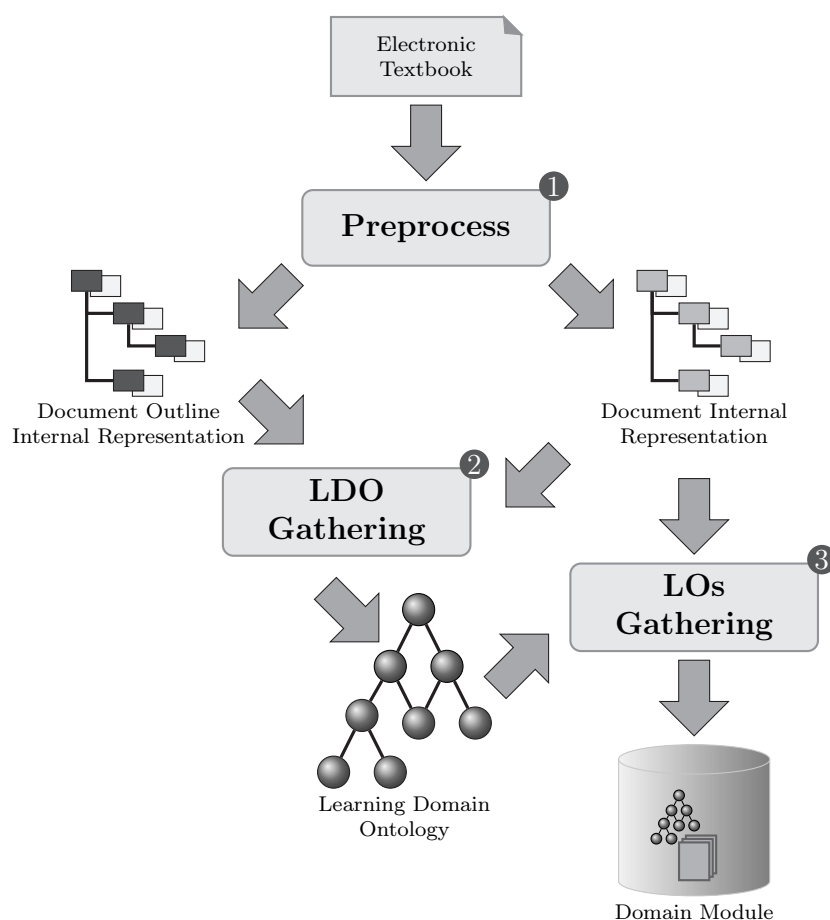 Electronic
Textbook
1
Preprocess
Document Outline
Internal Representation
Document Internal
Representation
2
LDO
Gathering
3
LOs
Gathering
Learning Domain
Ontology
Domain Module